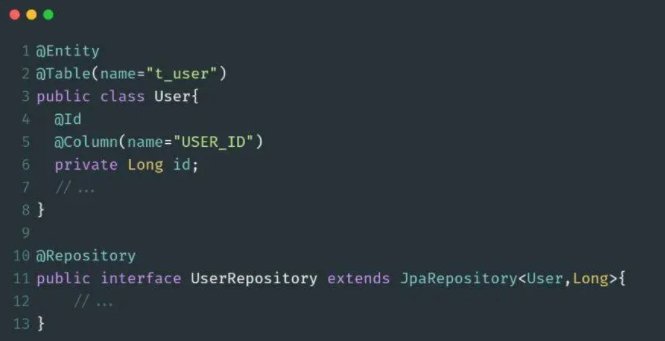 1 @Entity
2 @Table(name="t_user")
3 public class User{
4   @Id
5   @Column(name="USER_ID")
6   private Long id;
7   //...
8 }
9
10 @Repository
11 public interface UserRepository extends JpaRepository<User,Long>{
12     //...
13 }